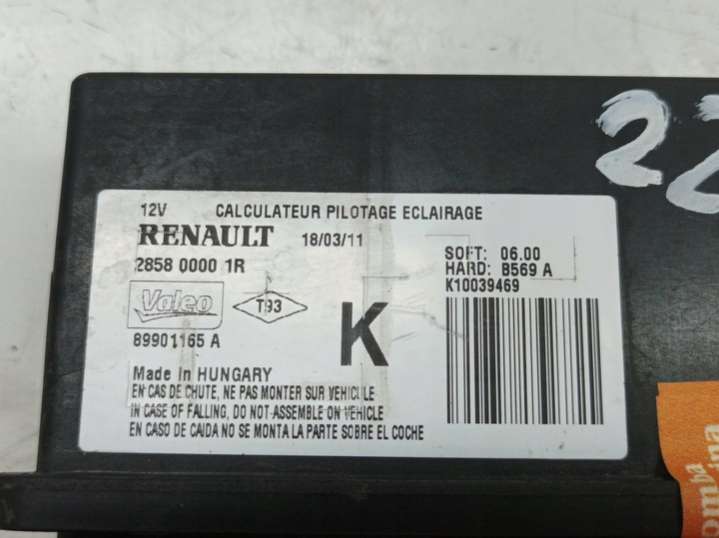 12V CALCULATEUR PILOTAGE ECLAIRAGE
RENAULT 18/03/11
2858 0000 1R
SOFT: 06.00
HARD: B569 A
K10039469
Valeo
T93
K
89901165 A
Made In HUNGARY
EN CAS DE CHUTE, NE PAS MONTER SUR VEHICLE
IN CASE OF FALLING, DO NOT ASSEMBLE ON VEHICLE
EN CASO DE CAIDA NO SE MONTA LA PARTE SOBRE EL COCHE
22